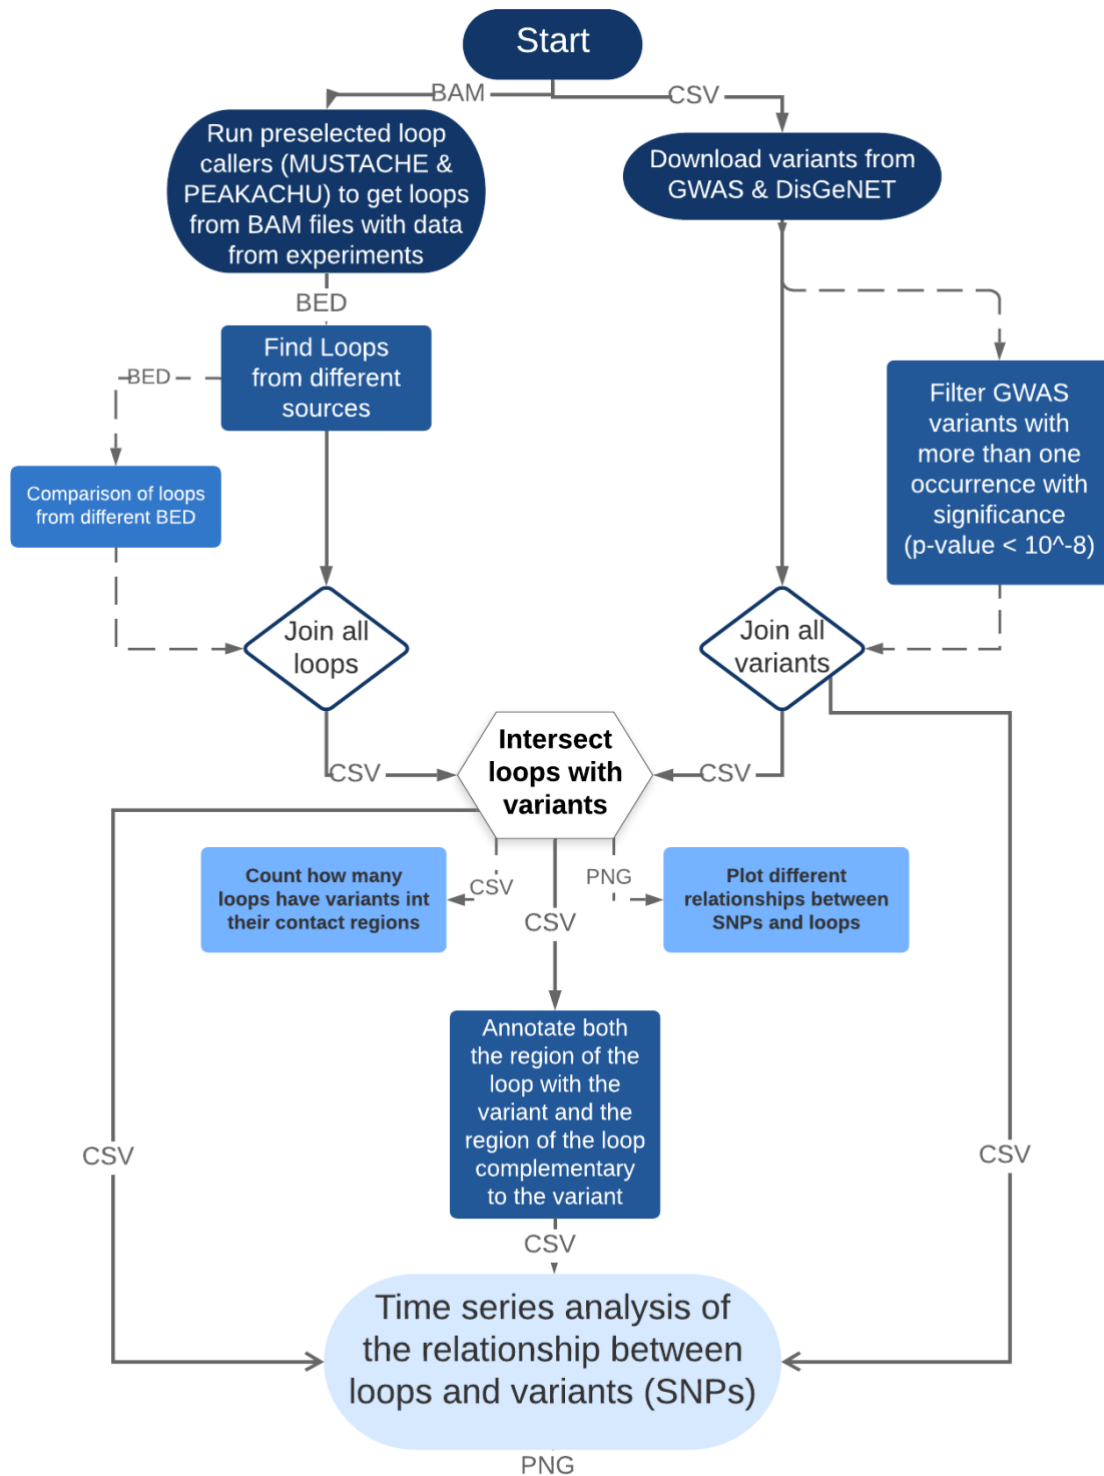 Start
BAM
CSV
Run preselected loop
callers (MUSTACHE &
PEAKACHU) to get loops
from BAM files with data
from experiments
Download variants from
GWAS & DisGeNET
BED
Find Loops
from different
sources
BED
Filter GWAS
variants with
more than one
occurrence with
significance
(p-value < 10^-8)
Comparison of loops
from different BED
Join all
loops
Join all
variants
Intersect
loops with
variants
CSV
CSV
Count how many
loops have variants int
their contact regions
CSV
PNG
Plot different
relationships between
SNPs and loops
CSV
Annotate both
the region of the
loop with the
variant and the
region of the loop
complementary
to the variant
CSV
CSV
CSV
Time series analysis of
the relationship between
loops and variants (SNPs)
PNG